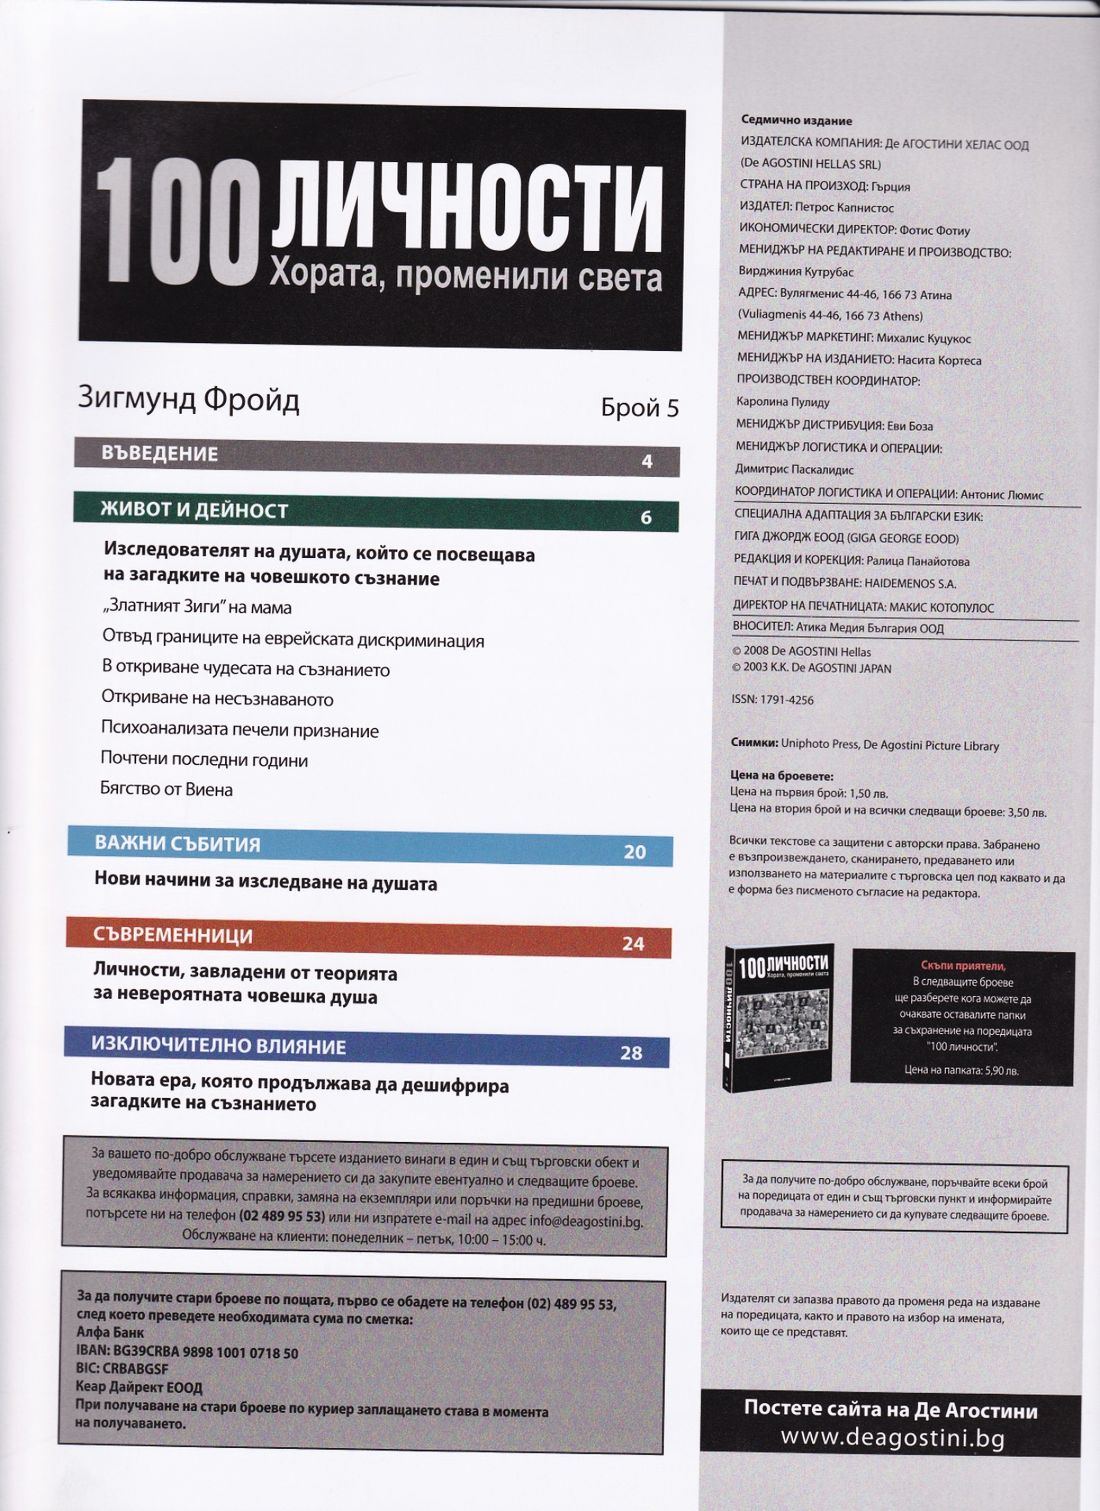 100 ЛИЧНОСТИ
Хората, променили света
Зигмунд Фройд
Брой 5
ВЪВЕДЕНИЕ 4
ЖИВОТ И ДЕЙНОСТ 6
Изследователят на душата, който се посвещава
на загадките на човешкото съзнание
„Златният Зиги" на мама
Отвъд границите на еврейската дискриминация
В откриване чудесата на съзнанието
Откриване на несъзнаваното
Психоанализата печели признание
Почтени последни години
Бягство от Виена
ВАЖНИ СЪБИТИЯ 20
Нови начини за изследване на душата
СЪВРЕМЕННИЦИ 24
Личности, завладени от теорията
за невероятната човешка душа
ИЗКЛЮЧИТЕЛНО ВЛИЯНИЕ 28
Новата ера, която продължава да дешифрира
загадките на съзнанието
За вашето по-добро обслужване търсете изданието винаги в един и същ търговски обект и
уведомявайте продавача за намерението си да закупите евентуално и следващите броеве.
За всякаква информация, справки, замяна на екземпляри или поръчки на предишни броеве,
потърсете ни на телефон (02 489 95 53) или ни изпратете e-mail на адрес info@deagostini.bg.
Обслужване на клиенти: понеделник – петък, 10:00 – 15:00 ч.
За да получите стари броеве по пощата, първо се обадете на телефон (02) 489 95 53,
след което преведете необходимата сума по сметка:
Алфа Банк
IBAN: BG39CRBA 9898 1001 0718 50
BIC: CRBABGSF
Кеар Дайрект ЕООД
При получаване на стари броеве по куриер заплащането става в момента
на получаването.
Седмично издание
ИЗДАТЕЛСКА КОМПАНИЯ: Де АГОСТИНИ ХЕЛАС ООД
(De AGOSTINI HELLAS SRL)
СТРАНА НА ПРОИЗХОД: Гърция
ИЗДАТЕЛ: Петрос Капнистос
ИКОНОМИЧЕСКИ ДИРЕКТОР: Фотис Фотиу
МЕНИДЖЪР НА РЕДАКТИРАНЕ И ПРОИЗВОДСТВО:
Вирджиния Кутрубас
АДРЕС: Вулягменис 44-46, 166 73 Атина
(Vuliagmenis 44-46, 166 73 Athens)
МЕНИДЖЪР МАРКЕТИНГ: Михалис Куцукос
МЕНИДЖЪР НА ИЗДАНИЕТО: Насита Кортеса
ПРОИЗВОДСТВЕН КООРДИНАТОР:
Каролина Пулиду
МЕНИДЖЪР ДИСТРИБУЦИЯ: Еви Боза
МЕНИДЖЪР ЛОГИСТИКА И ОПЕРАЦИИ:
Димитрис Паскалидис
КООРДИНАТОР ЛОГИСТИКА И ОПЕРАЦИИ: Антонис Люмис
СПЕЦИАЛНА АДАПТАЦИЯ ЗА БЪЛГАРСКИ ЕЗИК:
ГИГА ДЖОРДЖ ЕООД (GIGA GEORGE EOOD)
РЕДАКЦИЯ И КОРЕКЦИЯ: Ралица Панайотова
ПЕЧАТ И ПОДВЪРЗВАНЕ: HAIDEMENOS S.A.
ДИРЕКТОР НА ПЕЧАТНИЦАТА: МАКИС КОТОПУЛОС
ВНОСИТЕЛ: Атика Медия България ООД
© 2008 De AGOSTINI Hellas
© 2003 K.K. De AGOSTINI JAPAN
ISSN: 1791-4256
Снимки: Uniphoto Press, De Agostini Picture Library
Цена на броевете:
Цена на първия брой: 1,50 лв.
Цена на втория брой и на всички следващи броеве: 3,50 лв.
Всички текстове са защитени с авторски права. Забранено
е възпроизвеждането, сканирането, предаването или
използването на материалите с търговска цел под каквато и да
е форма без писменото съгласие на редактора.
100 ЛИЧНОСТИ
Хората, променили света
100 ЛИЧНОСТИ
Скъпи приятели,
В следващите броеве
ще разберете кога можете да
очаквате оставалите папки
за съхранение на поредицата
"100 личности".
Цена на папката: 5,90 лв.
За да получите по-добро обслужване, поръчвайте всеки брой
на поредицата от един и същ търговски пункт и информирайте
продавача за намерението си да купувате следващите броеве.
Издателят си запазва правото да променя реда на издаване
на поредицата, както и правото на избор на имената,
които ще се представят.
Постете сайта на Де Агостини
www.deagostini.bg